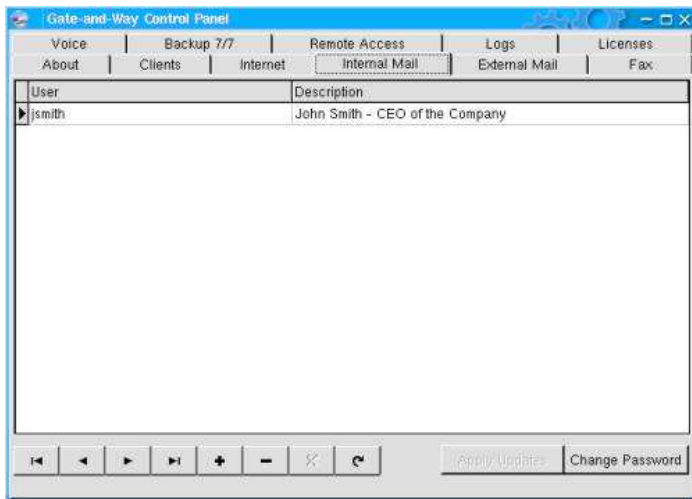 Gate-and-Way Control Panel
Voice Backup 7/7 Remote Access Logs Licenses
About Clients Internet Internal Mail External Mail Fax
User Description
jsmith John Smith - CEO of the Company
Apply Updates Change Password